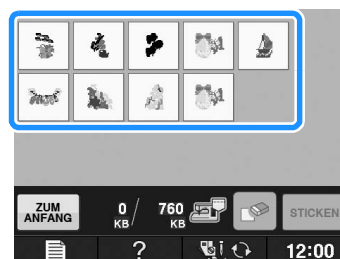 ZUM
ANFANG
0 / 760
KB KB
STICKEN
?
12:00